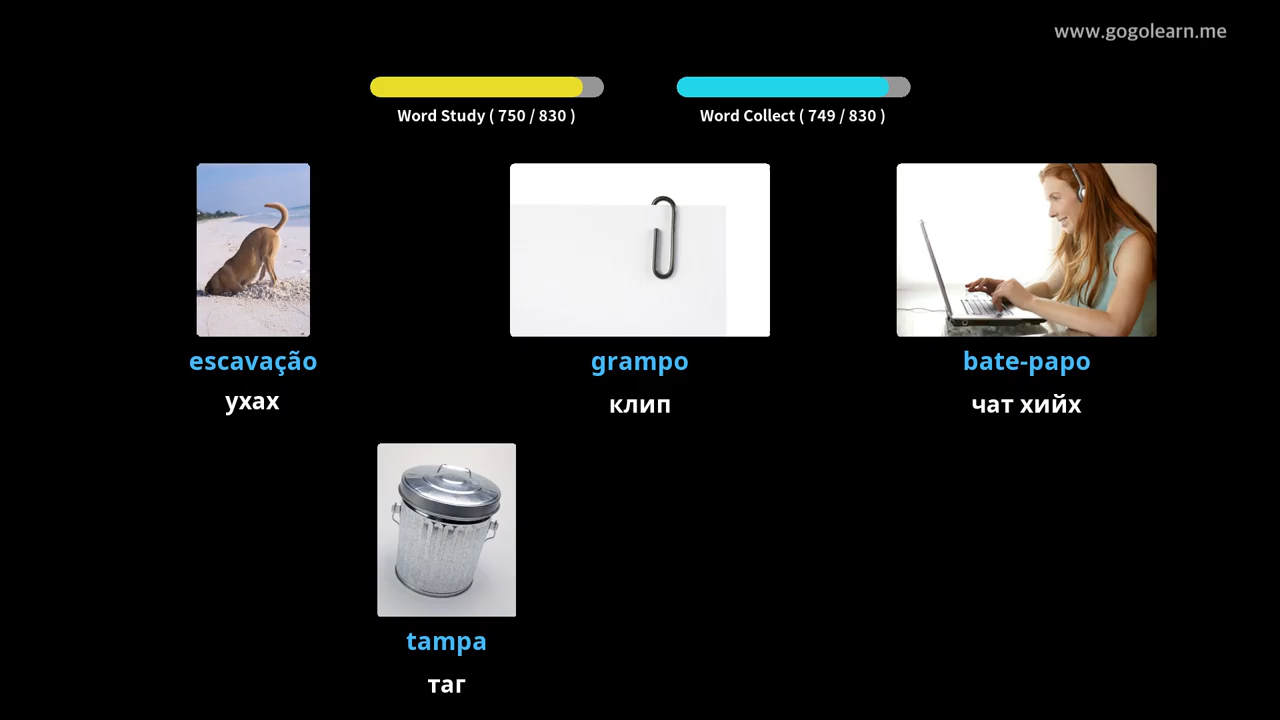 www.gogolearn.me
Word Study ( 750 / 830 )
Word Collect ( 749 / 830 )
escavação
ухах
grampo
клип
bate-papo
чат хийх
tampa
таг